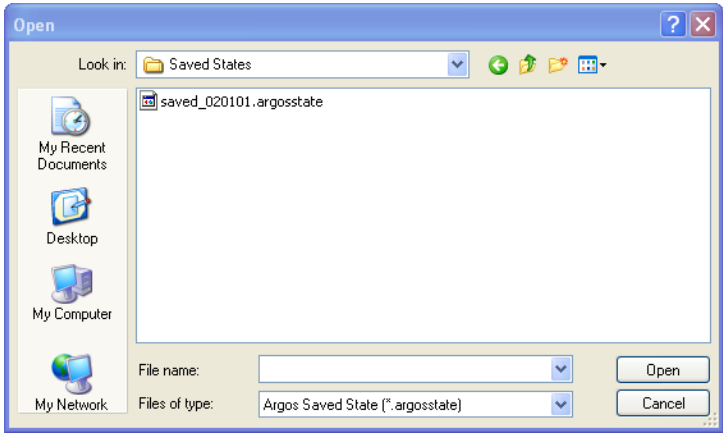 Open
?
Look in: Saved States
saved_020101.argosstate
My Recent
Documents
Desktop
My Computer
My Network
File name:
Open
Files of type: Argos Saved State (*.argosstate)
Cancel